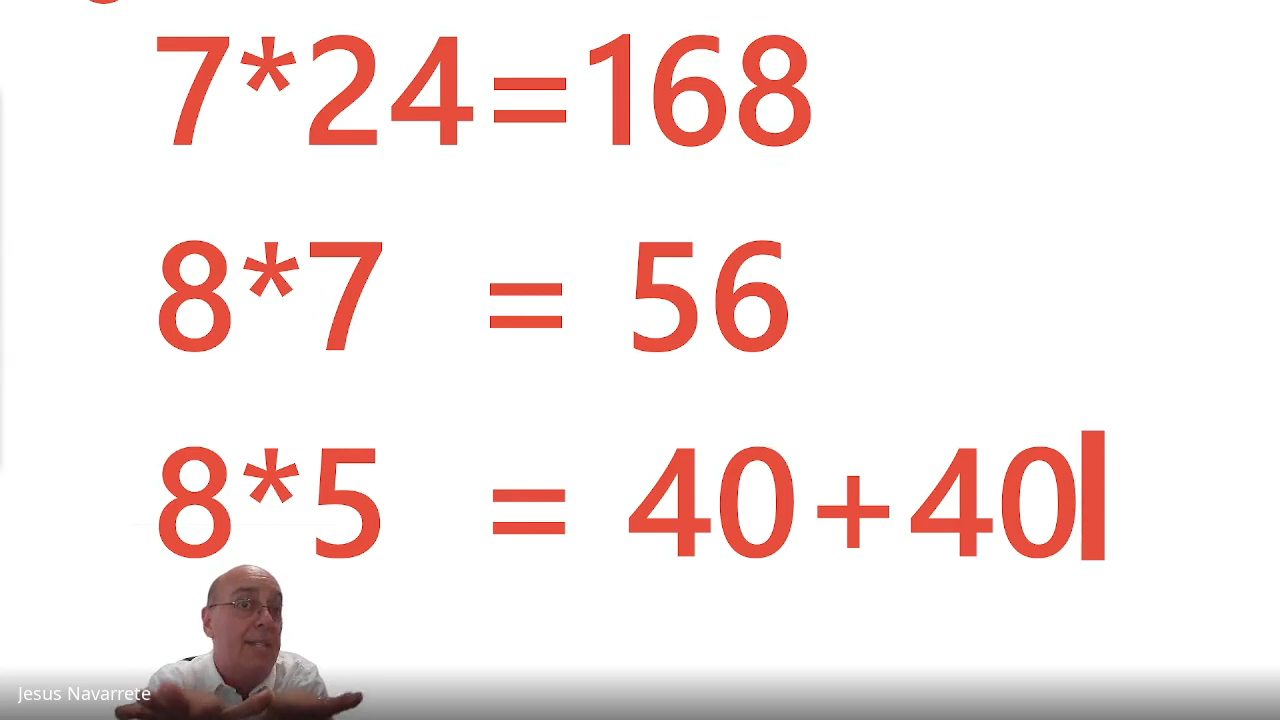 7*24=168
8*7 = 56
8*5 = 40+40
Jesus Navarrete